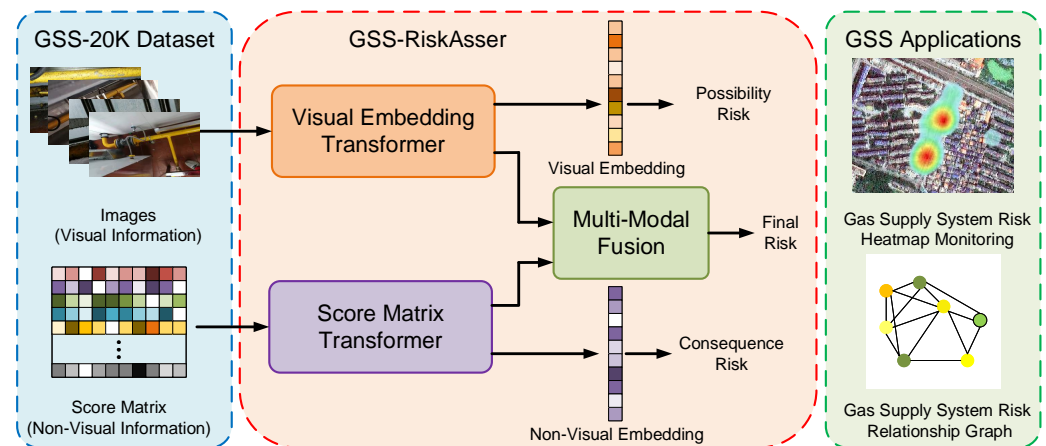 GSS-20K Dataset
Images
(Visual Information)
Score Matrix
(Non-Visual Information)
GSS-RiskAsser
Visual Embedding
Transformer
Score Matrix
Transformer
Visual Embedding
Multi-Modal
Fusion
Non-Visual Embedding
Possibility
Risk
Final
Risk
Consequence
Risk
GSS Applications
Gas Supply System Risk
Heatmap Monitoring
Gas Supply System Risk
Relationship Graph